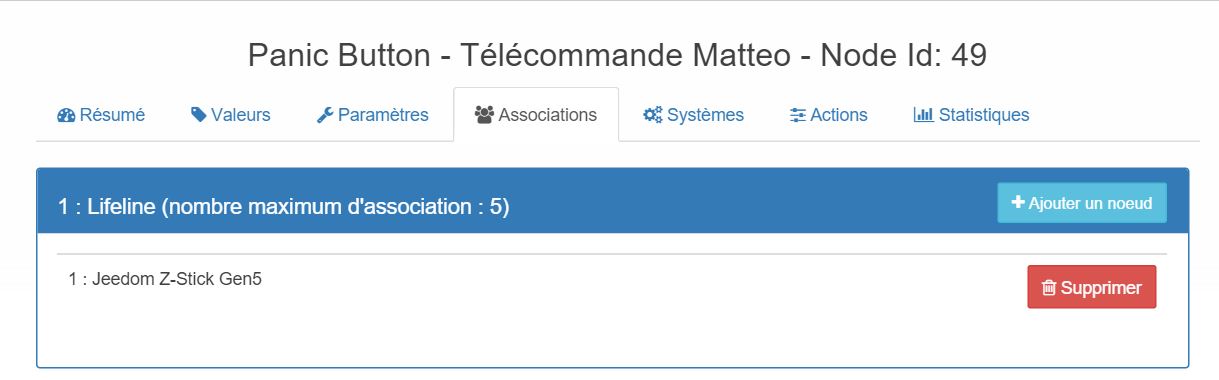 Panic Button - Télécommande Matteo - Node Id: 49
Résumé Valeurs Paramètres Associations Systèmes Actions Statistiques
1 : Lifeline (nombre maximum d'association : 5) Ajouter un noeud
1 : Jeedom Z-Stick Gen5 Supprimer